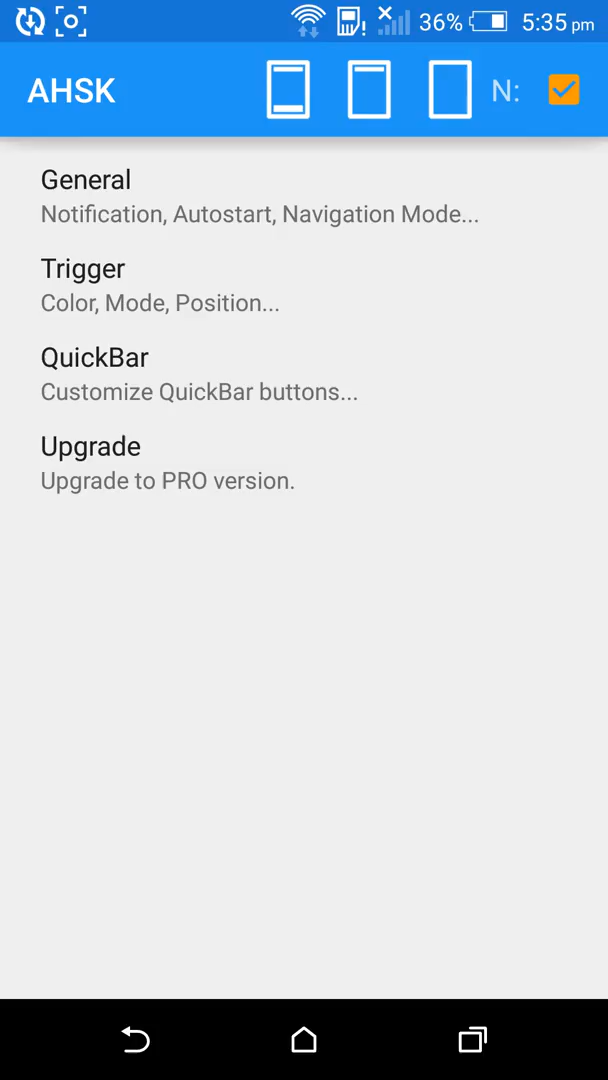 36% 5:35 pm
AHSK N:
General
Notification, Autostart, Navigation Mode...
Trigger
Color, Mode, Position...
QuickBar
Customize QuickBar buttons...
Upgrade
Upgrade to PRO version.